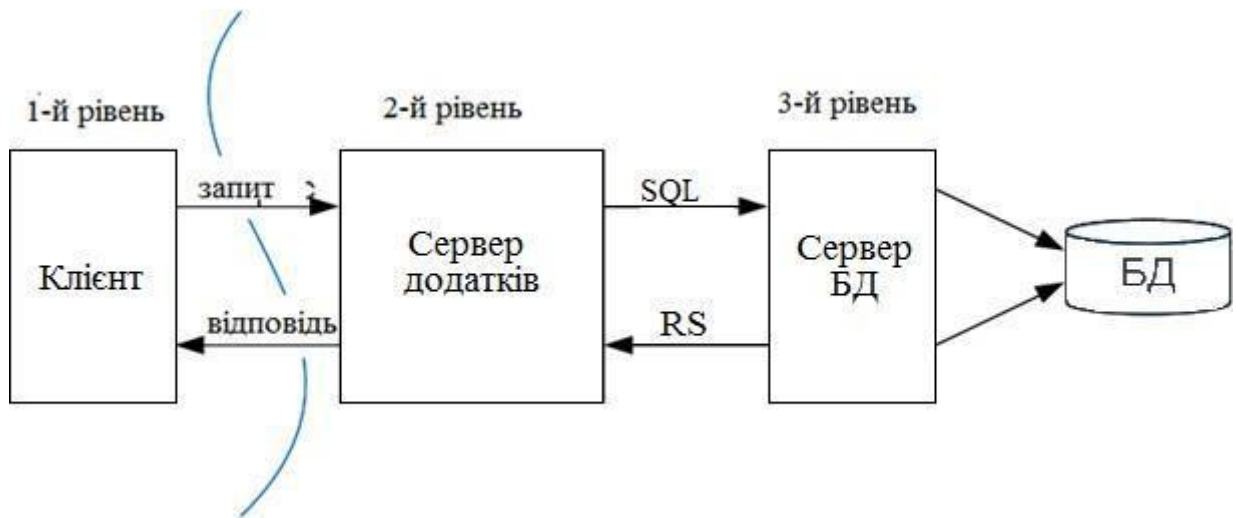 1-й рівень
2-й рівень
3-й рівень
запит
SQL
Клієнт
Сервер
додатків
Сервер
БД
БД
відповідь
RS